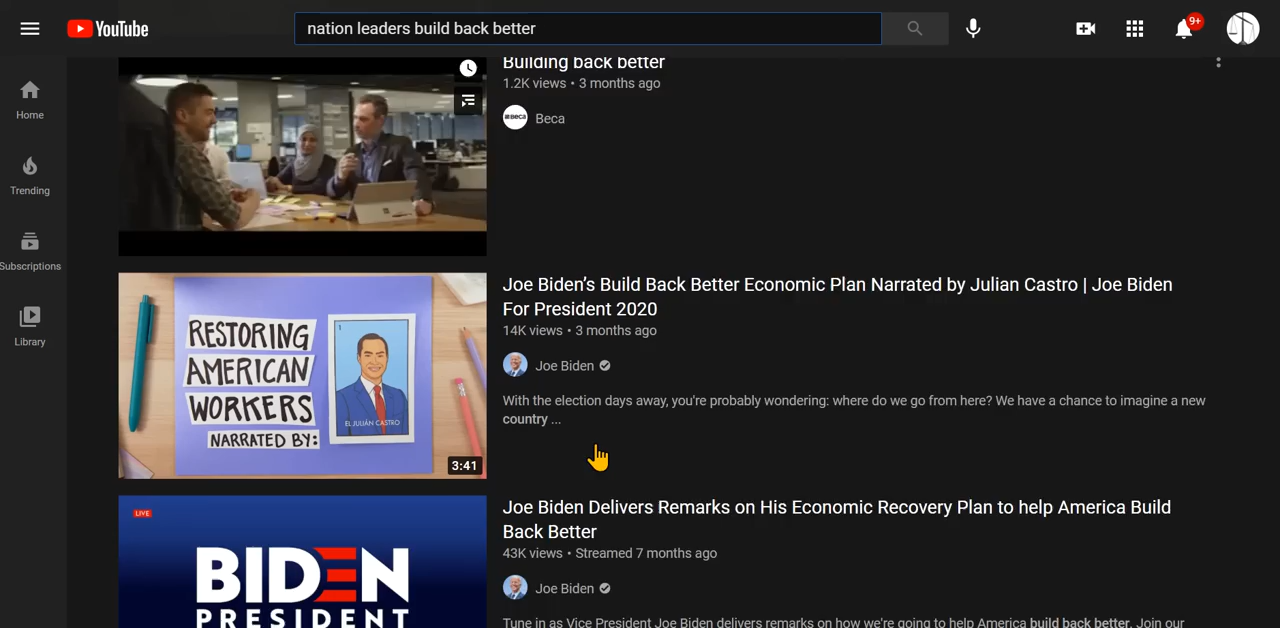 YouTube
nation leaders build back better
9+
Home
Trending
Subscriptions
Library
Building back better
1.2K views • 3 months ago
Beca
RESTORING
AMERICAN
WORKERS
NARRATED BY:
1
EL JULIÁN CASTRO
3:41
Joe Biden's Build Back Better Economic Plan Narrated by Julian Castro | Joe Biden
For President 2020
14K views • 3 months ago
Joe Biden
With the election days away, you're probably wondering: where do we go from here? We have a chance to imagine a new
country ...
LIVE
BIDEN
PRESIDENT
Joe Biden Delivers Remarks on His Economic Recovery Plan to help America Build
Back Better
43K views • Streamed 7 months ago
Joe Biden
Tune in as Vice President Joe Biden delivers remarks on how we're going to help America build back better. Join our